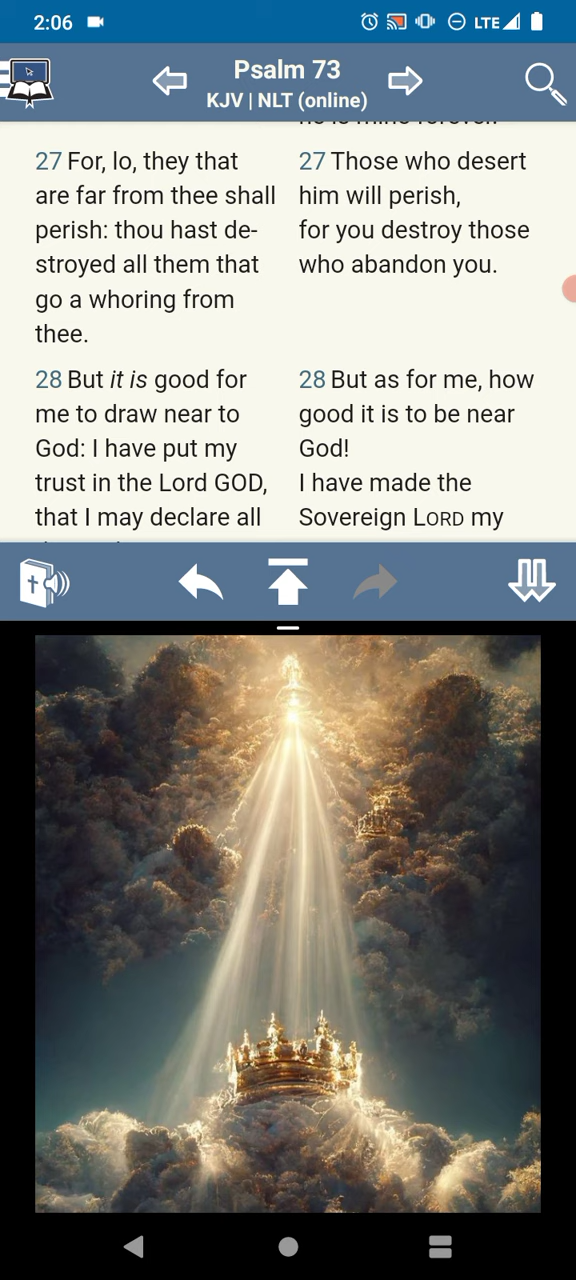 2:06
LTE
Psalm 73
KJV | NLT (online)
27 For, lo, they that
are far from thee shall
perish: thou hast de-
stroyed all them that
go a whoring from
thee.
28 But it is good for
me to draw near to
God: I have put my
trust in the Lord GOD,
that I may declare all
27 Those who desert
him will perish,
for you destroy those
who abandon you.
28 But as for me, how
good it is to be near
God!
I have made the
Sovereign LORD my